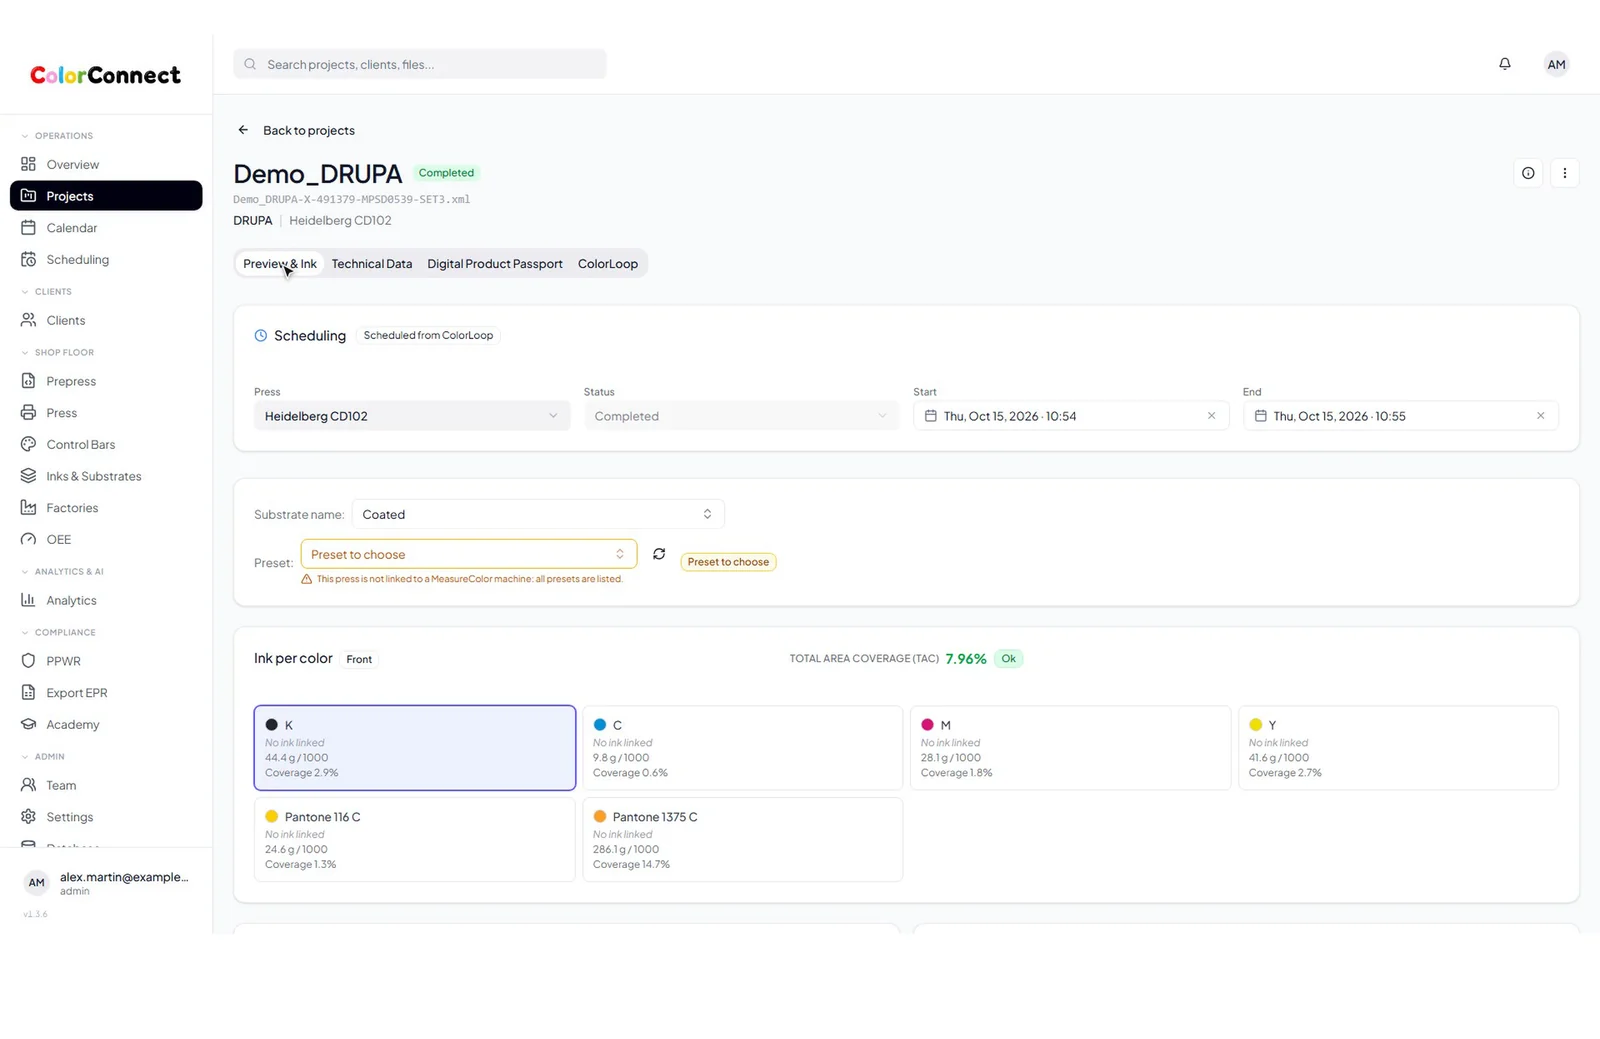 ColorConnect
Search projects, clients, files...
AM
OPERATIONS
Overview
Projects
Calendar
Scheduling
CLIENTS
Clients
SHOP FLOOR
Prepress
Press
Control Bars
Inks & Substrates
Factories
OEE
ANALYTICS & AI
Analytics
COMPLIANCE
PPWR
Export EPR
Academy
ADMIN
Team
Settings
Database
AM
alex.martin@example...
admin
v1.3.6
Back to projects
Demo_DRUPA Completed
Demo_DRUPA-X-491379-MPSD0539-SET3.xml
DRUPA | Heidelberg CD102
Preview & Ink Technical Data Digital Product Passport ColorLoop
Scheduling Scheduled from ColorLoop
Press Status Start End
Heidelberg CD102 Completed Thu, Oct 15, 2026 · 10:54 Thu, Oct 15, 2026 · 10:55
Substrate name: Coated
Preset: Preset to choose Preset to choose
This press is not linked to a MeasureColor machine: all presets are listed.
Ink per color Front TOTAL AREA COVERAGE (TAC) 7.96% Ok
K
No ink linked
44.4 g / 1000
Coverage 2.9%
C
No ink linked
9.8 g / 1000
Coverage 0.6%
M
No ink linked
28.1 g / 1000
Coverage 1.8%
Y
No ink linked
41.6 g / 1000
Coverage 2.7%
Pantone 116 C
No ink linked
24.6 g / 1000
Coverage 1.3%
Pantone 1375 C
No ink linked
286.1 g / 1000
Coverage 14.7%